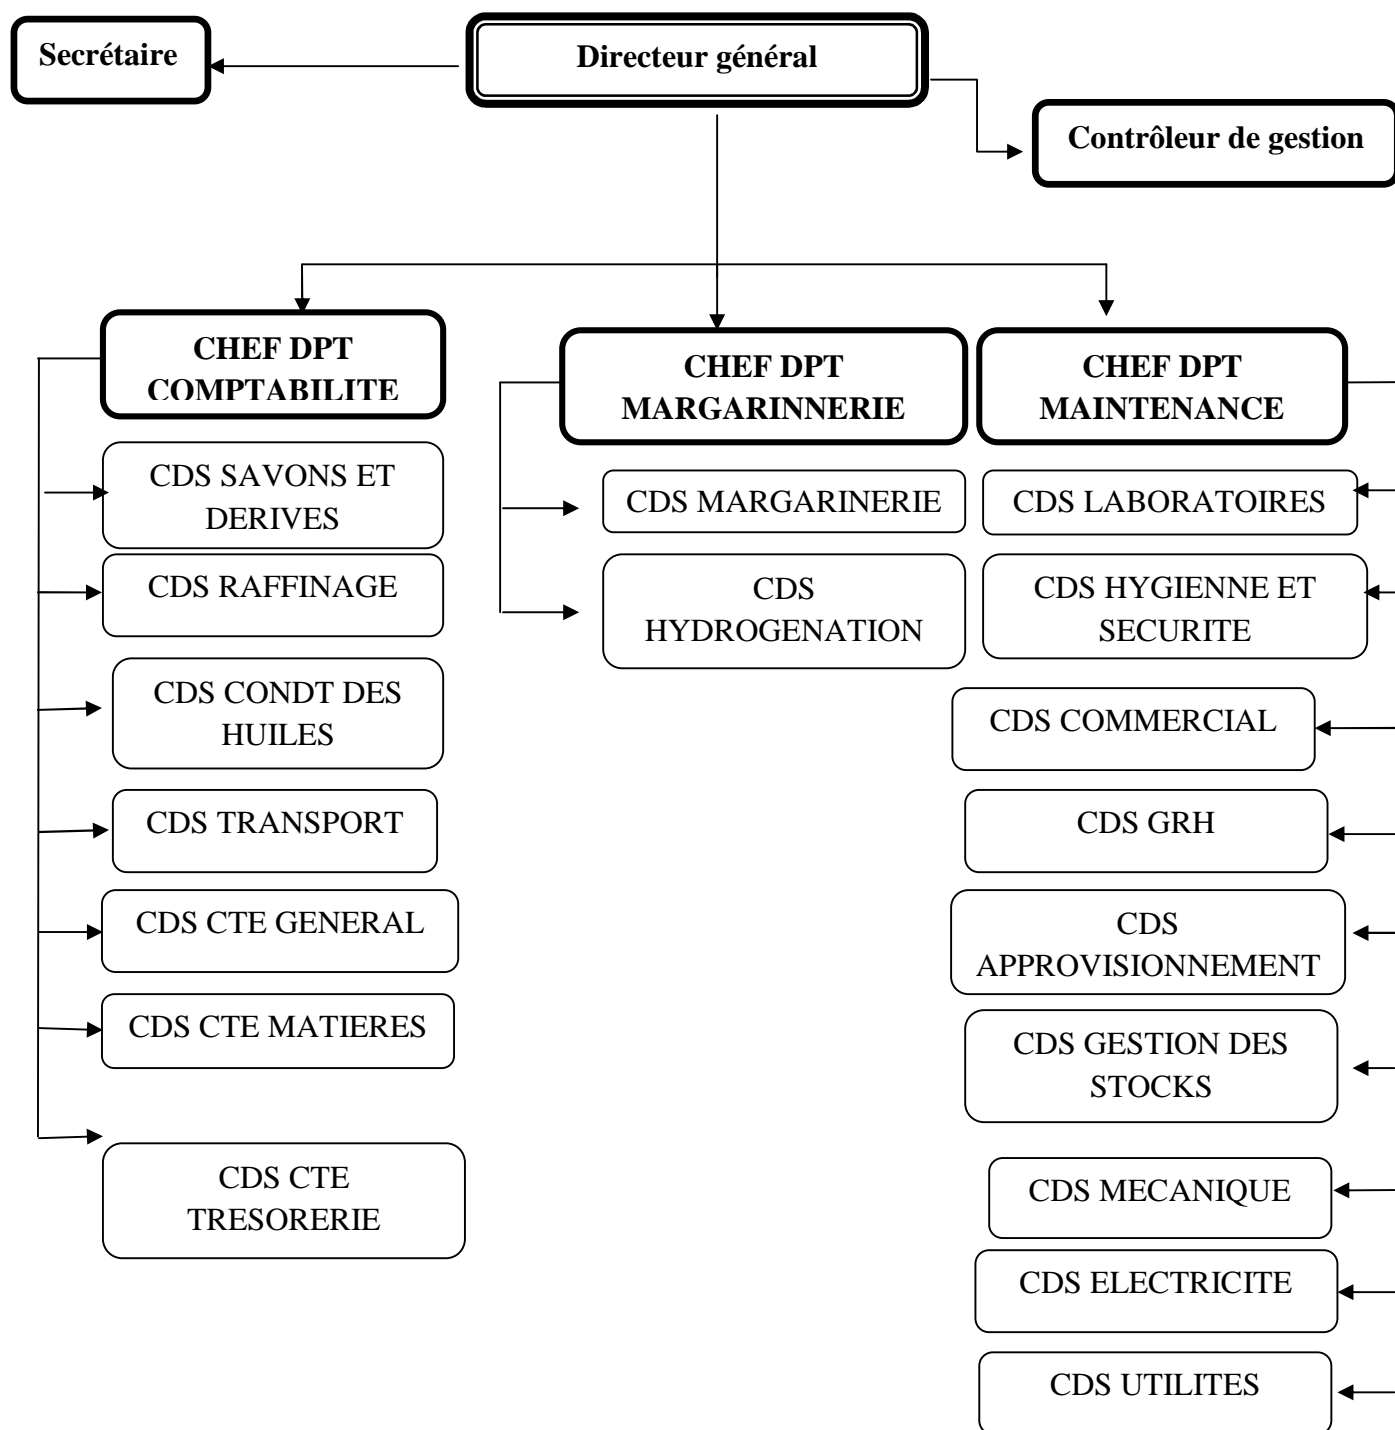 Secrétaire
Directeur général
Contrôleur de gestion
CHEF DPT
COMPTABILITE
CHEF DPT
MARGARINNERIE
CHEF DPT
MAINTENANCE
CDS SAVONS ET
DERIVES
CDS RAFFINAGE
CDS CONDT DES
HUILES
CDS TRANSPORT
CDS CTE GENERAL
CDS CTE MATIERES
CDS CTE
TRESORERIE
CDS MARGARINERIE
CDS
HYDROGENATION
CDS LABORATOIRES
CDS HYGIENNE ET
SECURITE
CDS COMMERCIAL
CDS GRH
CDS
APPROVISIONNEMENT
CDS GESTION DES
STOCKS
CDS MECANIQUE
CDS ELECTRICITE
CDS UTILITES